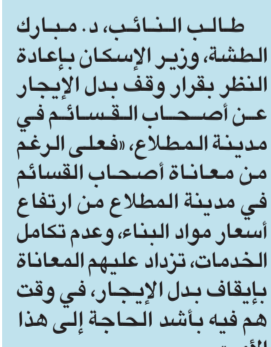 طالب النائب، د. مبارك
الطشة، وزير الإسكان بإعادة
النظر بقرار وقف بدل الإيجار
عن أصحاب القسائم في
مدينة المطلاع، «فعلى الرغم
من معاناة أصحاب القسائم
في مدينة المطلاع من ارتفاع
أسعار مواد البناء، وعدم تكامل
الخدمات، تزداد عليهم المعاناة
بإيقاف بدل الإيجار، في وقت
هم فيه بأشد الحاجة إلى هذا